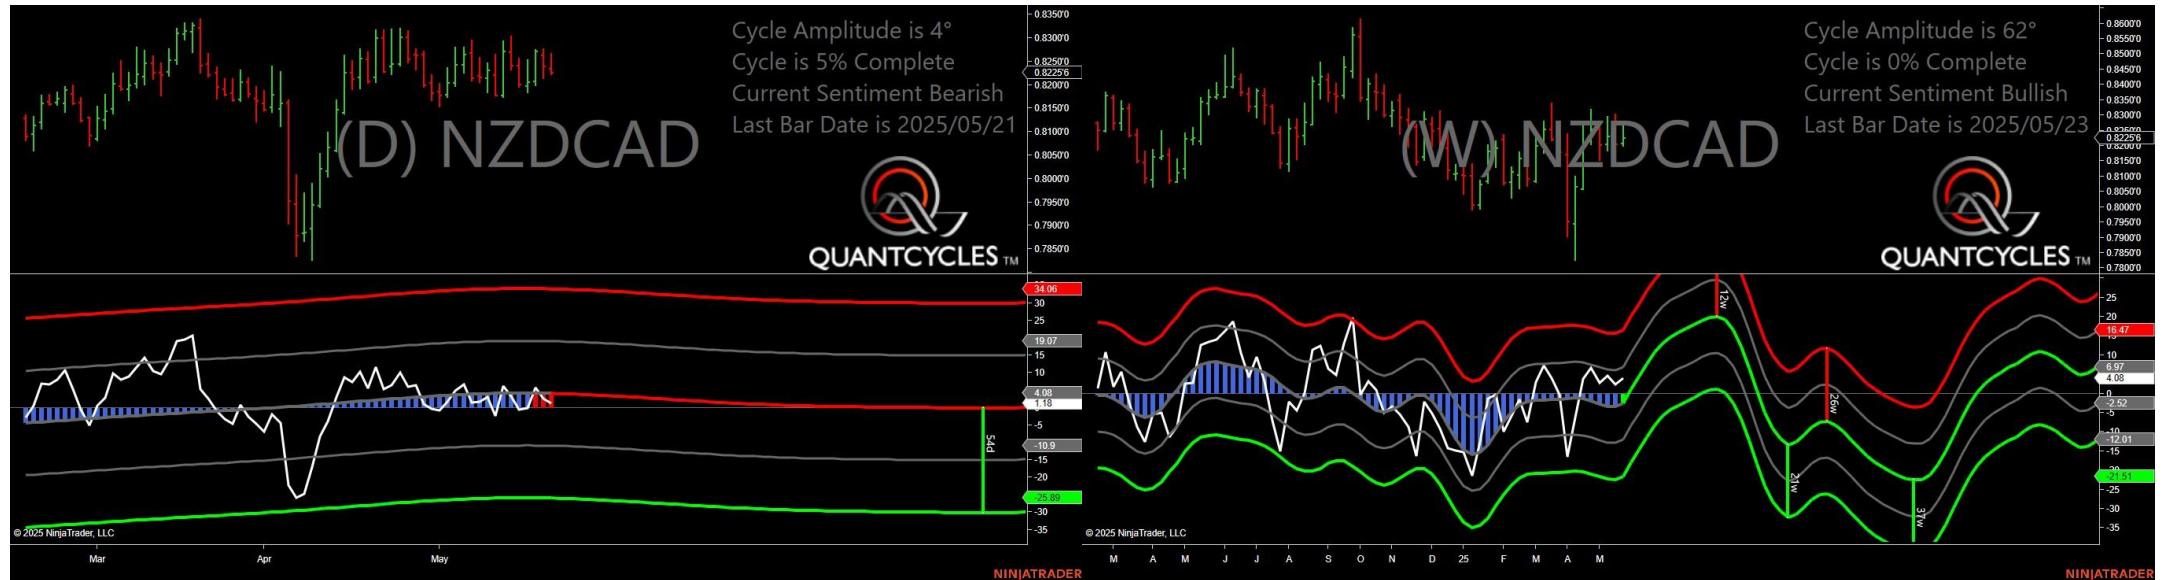 Cycle Amplitude is 4°
Cycle is 5% Complete
Current Sentiment Bearish
Last Bar Date is 2025/05/21
(D) NZDCAD
QUANTCYCLES TM
0.8350'0
0.8300'0
0.8250'0
0.8225'6
0.8200'0
0.8150'0
0.8100'0
0.8050'0
0.8000'0
0.7950'0
0.7900'0
0.7850'0
34.06
30
25
19.07
15
10
4.08
1.18
-5
-10.9
-15
-20
-25.89
-30
-35
54d
© 2025 NinjaTrader, LLC
Mar
Apr
May
NINJATRADER
Cycle Amplitude is 62°
Cycle is 0% Complete
Current Sentiment Bullish
Last Bar Date is 2025/05/23
(W) NZDCAD
QUANTCYCLES TM
0.8600'0
0.8550'0
0.8500'0
0.8450'0
0.8400'0
0.8350'0
0.8300'0
0.8225'6
0.8150'0
0.8100'0
0.8050'0
0.8000'0
0.7950'0
0.7900'0
0.7850'0
0.7800'0
25
20
16.47
10
6.97
4.08
0
-2.52
-5
-12.01
-15
-21.51
-25
-30
-35
12w
26w
21w
37w
© 2025 NinjaTrader, LLC
M A M J J A S O N D 25 F M A M
NINJATRADER